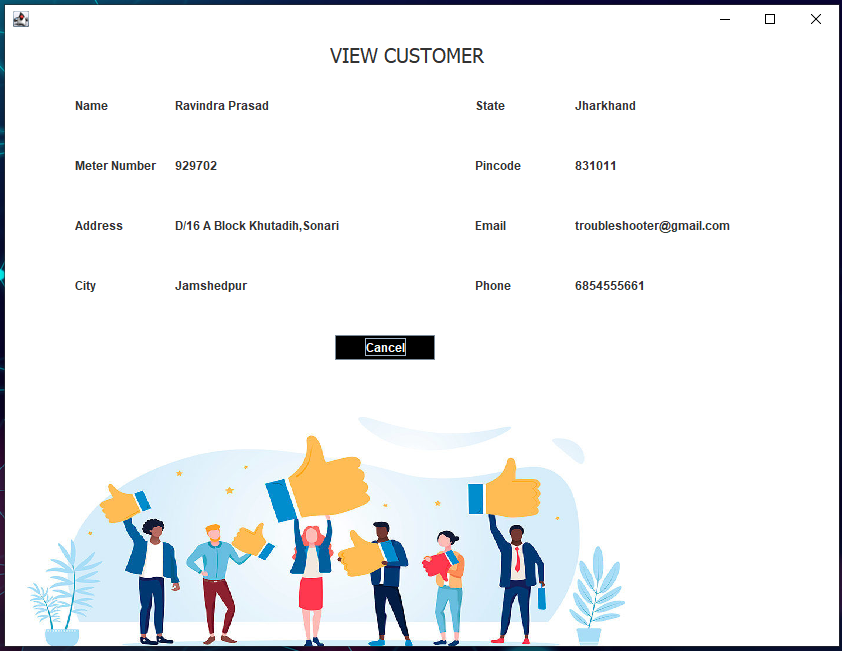 VIEW CUSTOMER
Name Ravindra Prasad State Jharkhand
Meter Number 929702 Pincode 831011
Address D/16 A Block Khutadih,Sonari Email troubleshooter@gmail.com
City Jamshedpur Phone 6854555661
Cancel